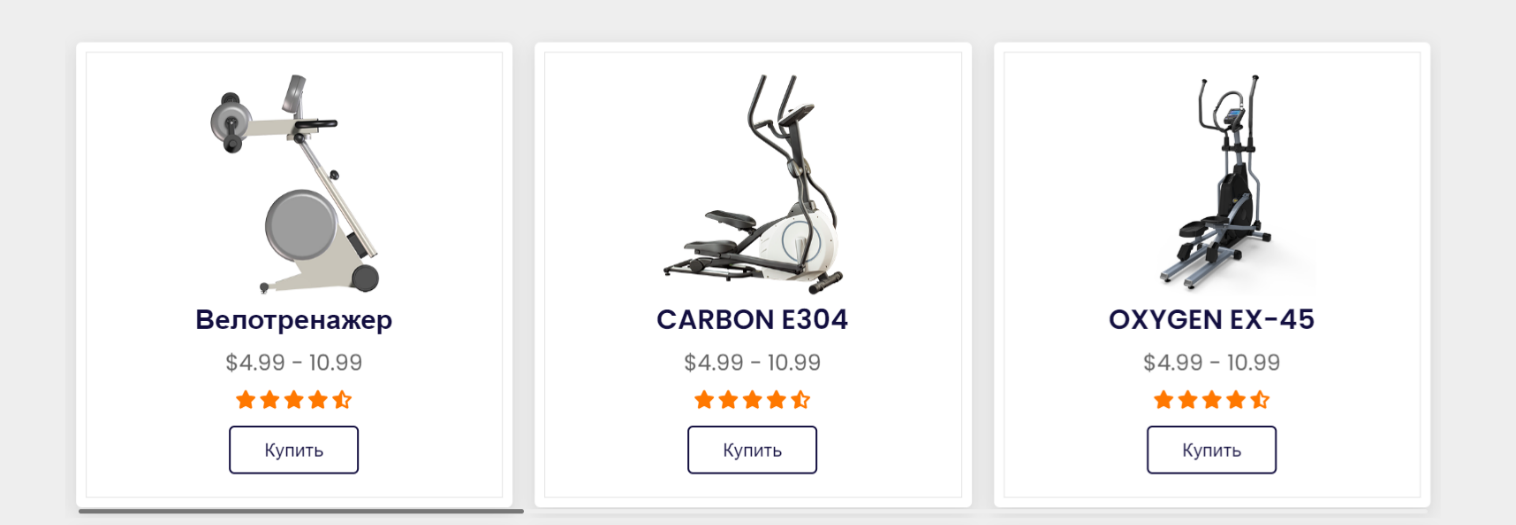 Велотренажер
$4.99 - 10.99
Купить
CARBON E304
$4.99 - 10.99
Купить
OXYGEN EX-45
$4.99 - 10.99
Купить